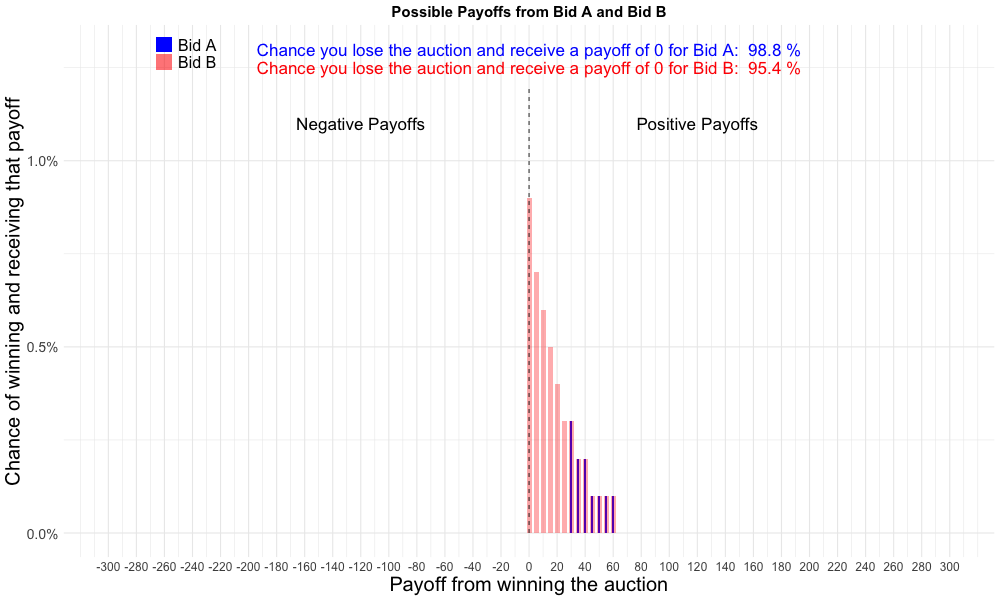 Possible Payoffs from Bid A and Bid B
Bid A
Bid B
Chance you lose the auction and receive a payoff of 0 for Bid A:  98.8 %
Chance you lose the auction and receive a payoff of 0 for Bid B:  95.4 %
Negative Payoffs
Positive Payoffs
Chance of winning and receiving that payoff
1.0%
0.5%
0.0%
-300 -280 -260 -240 -220 -200 -180 -160 -140 -120 -100 -80 -60 -40 -20 0 20 40 60 80 100 120 140 160 180 200 220 240 260 280 300
Payoff from winning the auction